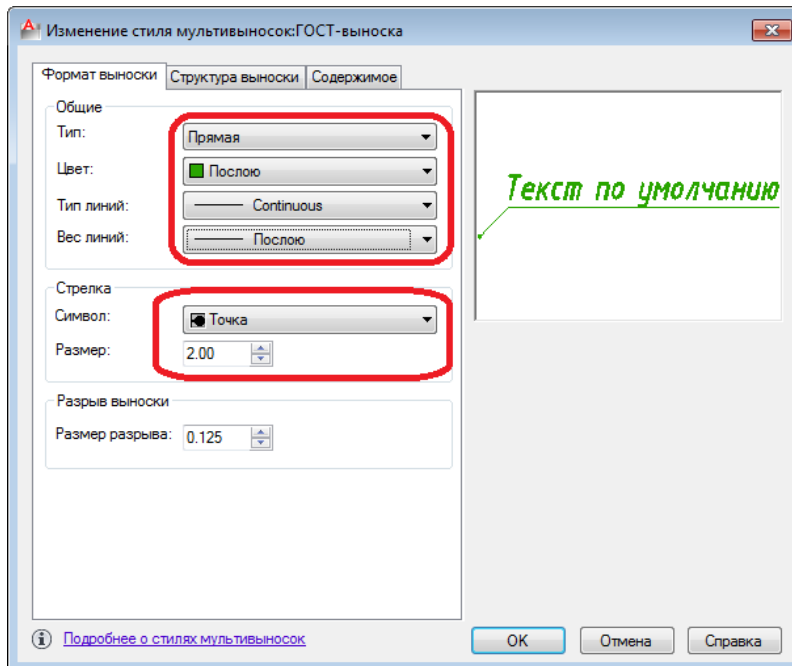 Изменение стиля мультивыносок:ГОСТ-выноска
Формат выноски Структура выноски Содержимое
Общие
Тип: Прямая
Цвет: Послою
Тип линий: Continuous
Вес линий: Послою
Стрелка
Символ: Точка
Размер: 2.00
Разрыв выноски
Размер разрыва: 0.125
Текст по умолчанию
Подробнее о стилях мультивыносок
OK Отмена Справка